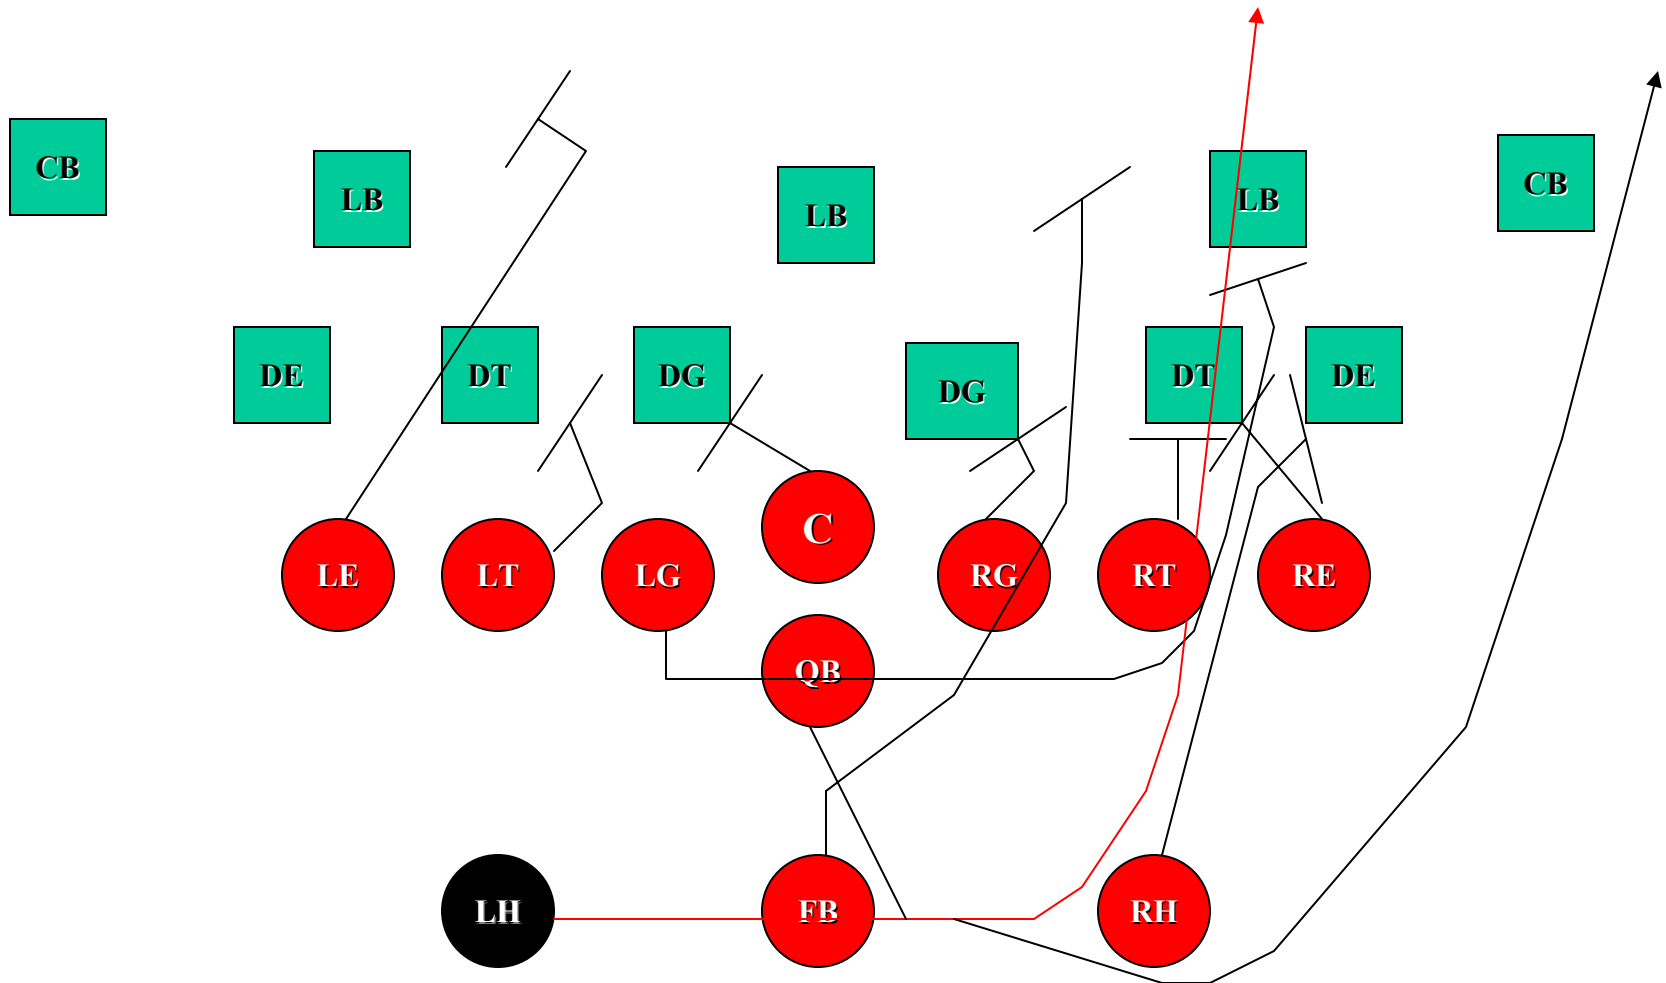 CB
LB
LB
LB
CB
DE
DT
DG
DG
DT
DE
C
LE
LT
LG
RG
RT
RE
QB
LH
FB
RH